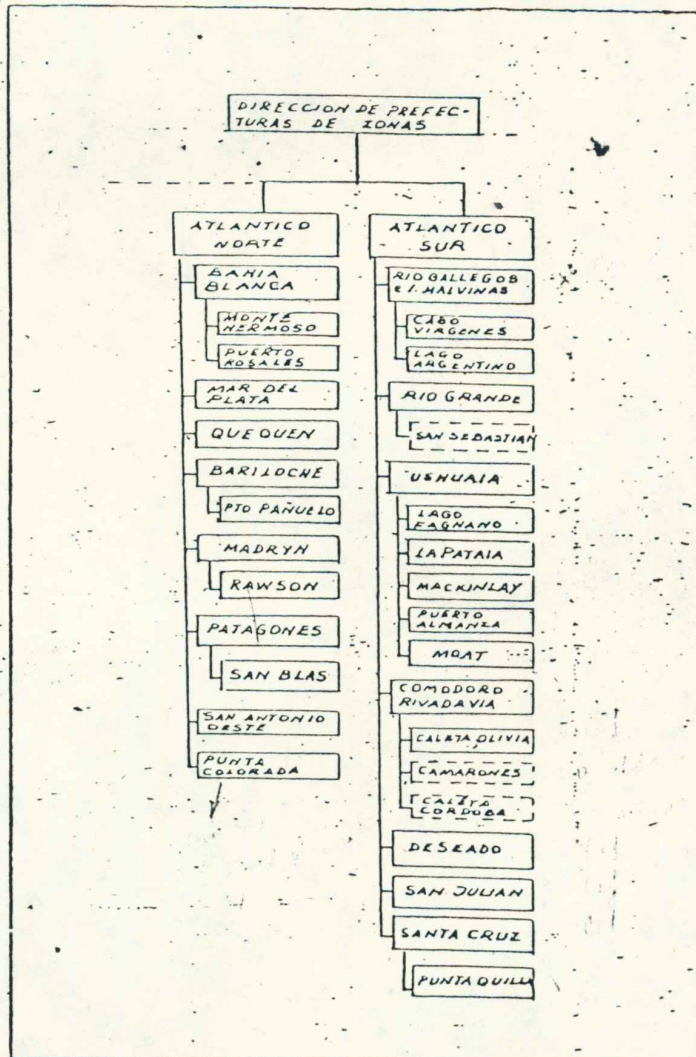 DIRECCION DE PREFEC-
TURAS DE ZONAS
ATLANTICO
NORTE
BAHIA
BLANCA
MONTE
HERMOSO
PUERTO
ROSALES
MAR DEL
PLATA
QUEQUEN
BARILOCHE
PTO PAÑUELO
MADRYN
RAWSON
PATAGONES
SAN BLAS
SAN ANTONIO
OESTE
PUNTA
COLORADA
ATLANTICO
SUR
RIO GALLEGOS
e I. MALVINAS
CABO
VIRGENES
LAGO
ARGENTINO
RIO GRANDE
SAN SEBASTIAN
USHUAIA
LAGO
FAGNANO
LAPATAIA
MACKINLAY
PUERTO
ALMANZA
MOAT
COMODORO
RIVADAVIA
CALETA OLIVIA
CAMARONES
CALETA
CORDOBA
DESEADO
SAN JULIAN
SANTA CRUZ
PUNTA QUILLA